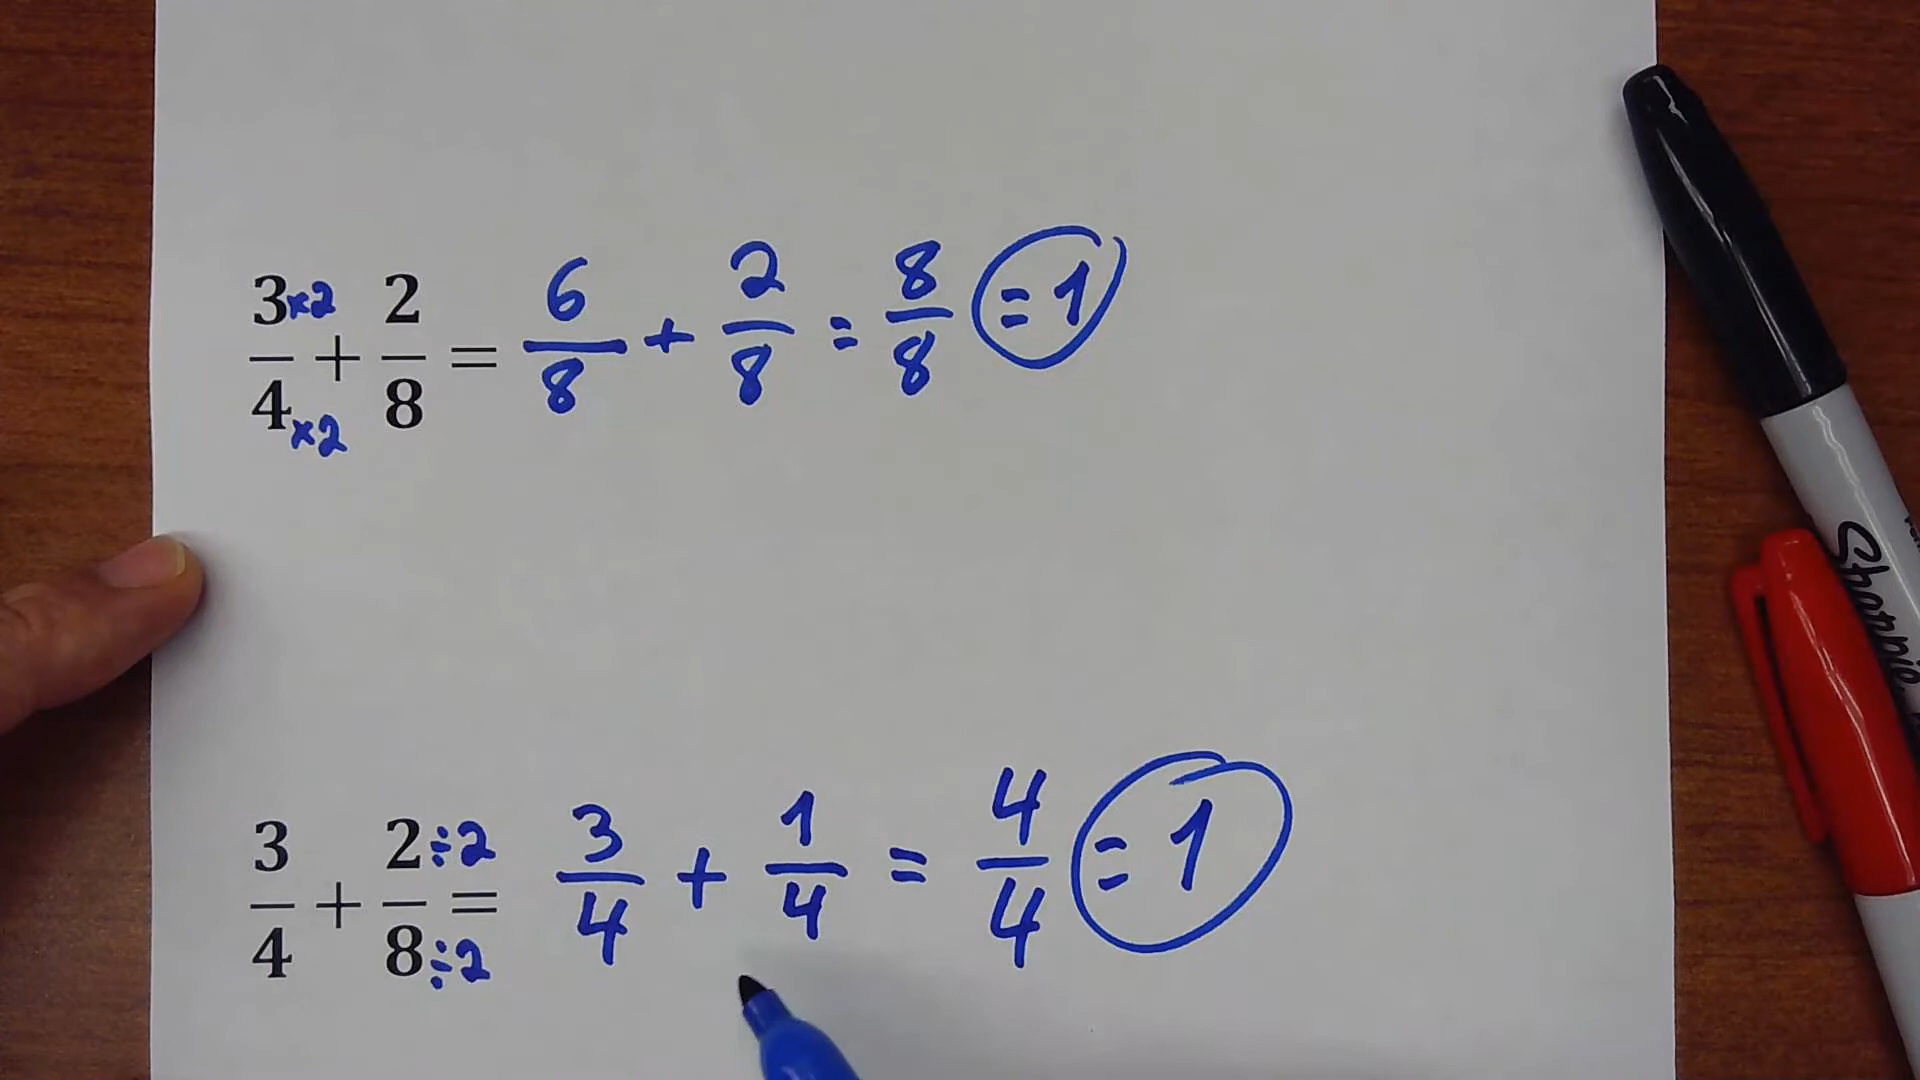 3×2/4×2 + 2/8 = 6/8 + 2/8 = 8/8 = 1
3/4 + 2÷2/8÷2 = 3/4 + 1/4 = 4/4 = 1
Sharpie